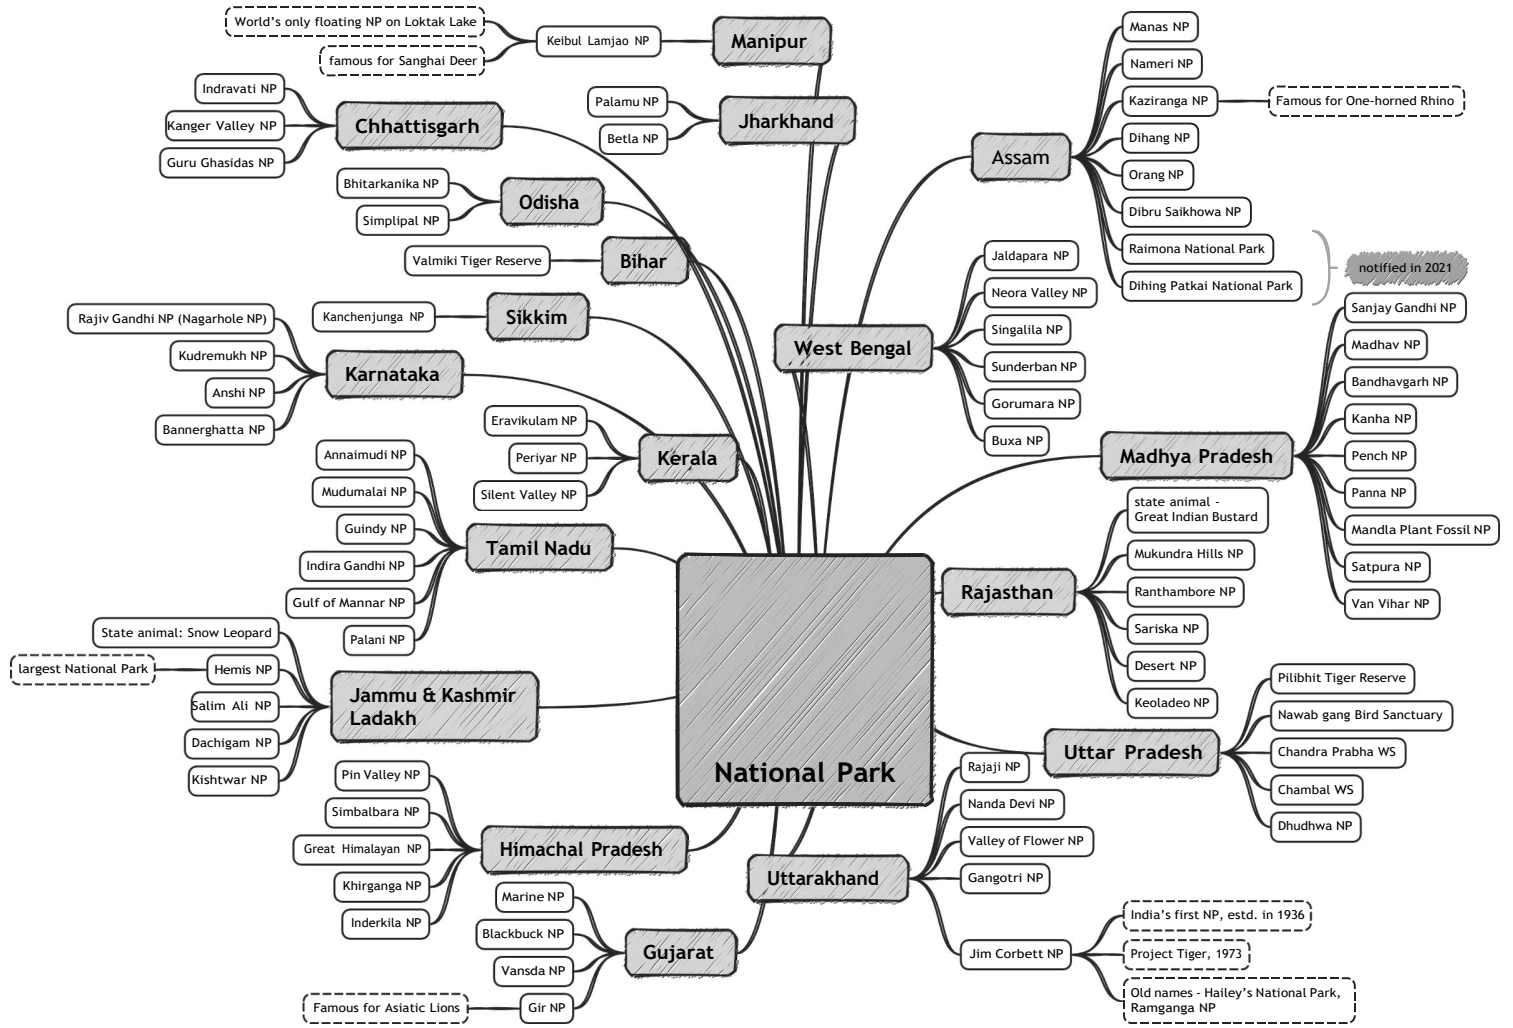 National Park
Manipur
Keibul Lamjao NP
World's only floating NP on Loktak Lake
famous for Sanghai Deer
Jharkhand
Palamu NP
Betla NP
Chhattisgarh
Indravati NP
Kanger Valley NP
Guru Ghasidas NP
Odisha
Bhitarkanika NP
Simplipal NP
Bihar
Valmiki Tiger Reserve
Sikkim
Kanchenjunga NP
Karnataka
Rajiv Gandhi NP (Nagarhole NP)
Kudremukh NP
Anshi NP
Bannerghatta NP
Kerala
Eravikulam NP
Periyar NP
Silent Valley NP
Tamil Nadu
Annaimudi NP
Mudumalai NP
Guindy NP
Indira Gandhi NP
Gulf of Mannar NP
Palani NP
Jammu & Kashmir
Ladakh
State animal: Snow Leopard
Hemis NP
largest National Park
Salim Ali NP
Dachigam NP
Kishtwar NP
Himachal Pradesh
Pin Valley NP
Simbalbara NP
Great Himalayan NP
Khirganga NP
Inderkila NP
Gujarat
Marine NP
Blackbuck NP
Vansda NP
Gir NP
Famous for Asiatic Lions
Assam
Manas NP
Nameri NP
Kaziranga NP
Famous for One-horned Rhino
Dihang NP
Orang NP
Dibru Saikhowa NP
Raimona National Park
Dihing Patkai National Park
notified in 2021
West Bengal
Jaldapara NP
Neora Valley NP
Singalila NP
Sunderban NP
Gorumara NP
Buxa NP
Madhya Pradesh
Sanjay Gandhi NP
Madhav NP
Bandhavgarh NP
Kanha NP
Pench NP
Panna NP
Mandla Plant Fossil NP
Satpura NP
Van Vihar NP
Rajasthan
state animal -
Great Indian Bustard
Mukundra Hills NP
Ranthambore NP
Sariska NP
Desert NP
Keoladeo NP
Uttar Pradesh
Pilibhit Tiger Reserve
Nawab gang Bird Sanctuary
Chandra Prabha WS
Chambal WS
Dhudhwa NP
Uttarakhand
Rajaji NP
Nanda Devi NP
Valley of Flower NP
Gangotri NP
Jim Corbett NP
India's first NP, estd. in 1936
Project Tiger, 1973
Old names - Hailey's National Park,
Ramganga NP